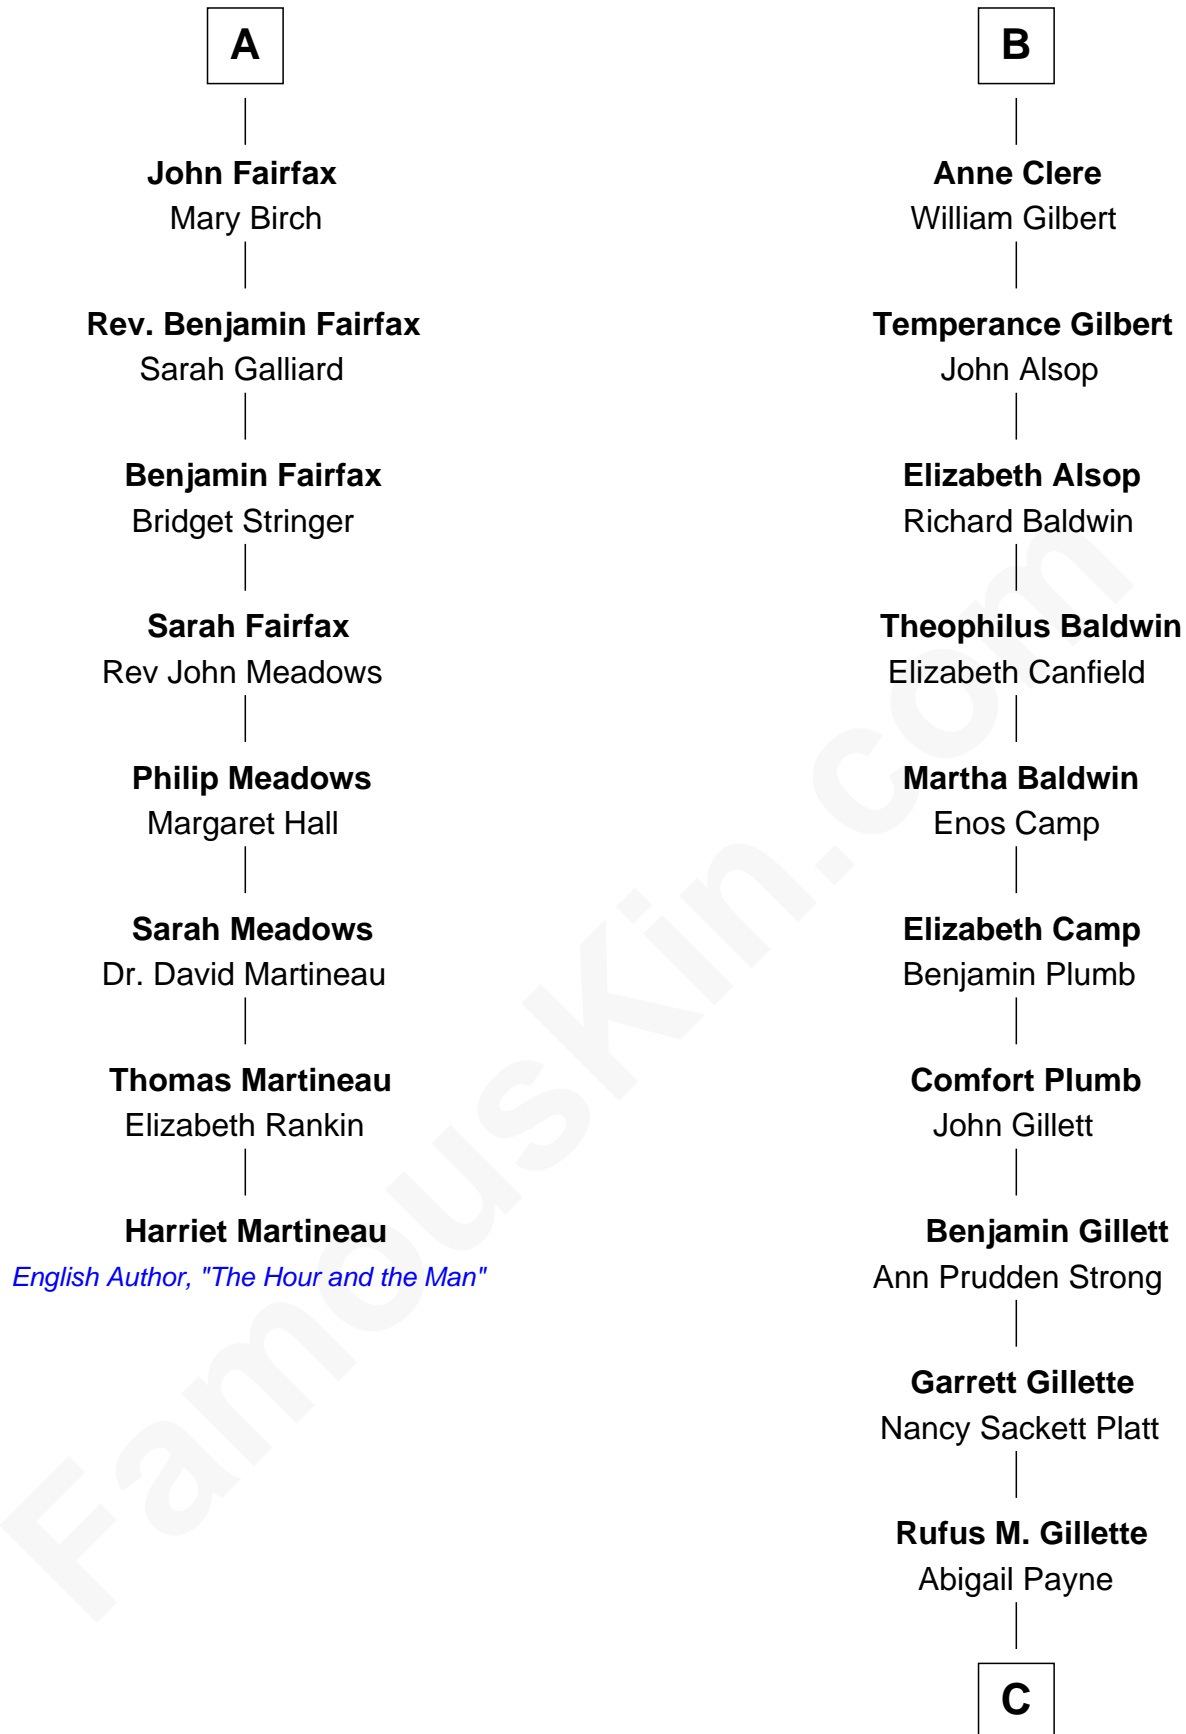 A
John Fairfax
Mary Birch
Rev. Benjamin Fairfax
Sarah Galliard
Benjamin Fairfax
Bridget Stringer
Sarah Fairfax
Rev John Meadows
Philip Meadows
Margaret Hall
Sarah Meadows
Dr. David Martineau
Thomas Martineau
Elizabeth Rankin
Harriet Martineau
English Author, "The Hour and the Man"
B
Anne Clere
William Gilbert
Temperance Gilbert
John Alsop
Elizabeth Alsop
Richard Baldwin
Theophilus Baldwin
Elizabeth Canfield
Martha Baldwin
Enos Camp
Elizabeth Camp
Benjamin Plumb
Comfort Plumb
John Gillett
Benjamin Gillett
Ann Prudden Strong
Garrett Gillette
Nancy Sackett Platt
Rufus M. Gillette
Abigail Payne
C
FamousKin.com